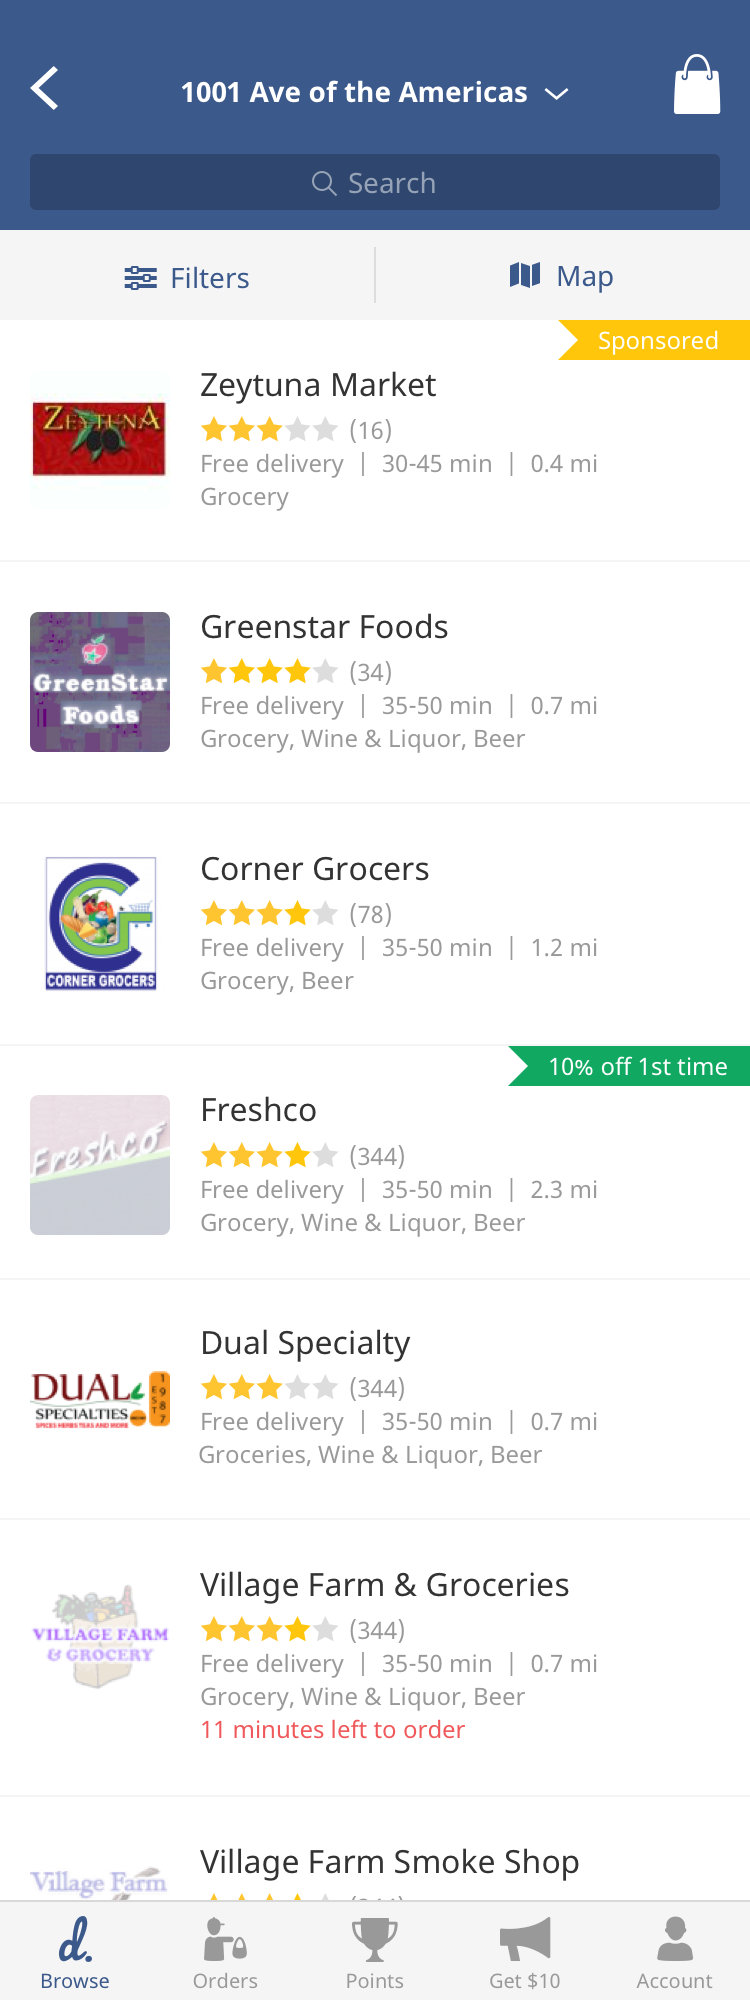 1001 Ave of the Americas
Search
Filters
Map
Sponsored
ZEYTUNA
Zeytuna Market
(16)
Free delivery | 30-45 min | 0.4 mi
Grocery
GreenStar
Foods
Greenstar Foods
(34)
Free delivery | 35-50 min | 0.7 mi
Grocery, Wine & Liquor, Beer
CORNER GROCERS
Corner Grocers
(78)
Free delivery | 35-50 min | 1.2 mi
Grocery, Beer
10% off 1st time
Freshco
Freshco
(344)
Free delivery | 35-50 min | 2.3 mi
Grocery, Wine & Liquor, Beer
DUAL
SPECIALTIES
SPICES HERBS TEAS AND MORE
EST
1987
Dual Specialty
(344)
Free delivery | 35-50 min | 0.7 mi
Groceries, Wine & Liquor, Beer
VILLAGE FARM
& GROCERY
Village Farm & Groceries
(344)
Free delivery | 35-50 min | 0.7 mi
Grocery, Wine & Liquor, Beer
11 minutes left to order
Village Farm
Village Farm Smoke Shop
d.
Browse
Orders
Points
Get $10
Account